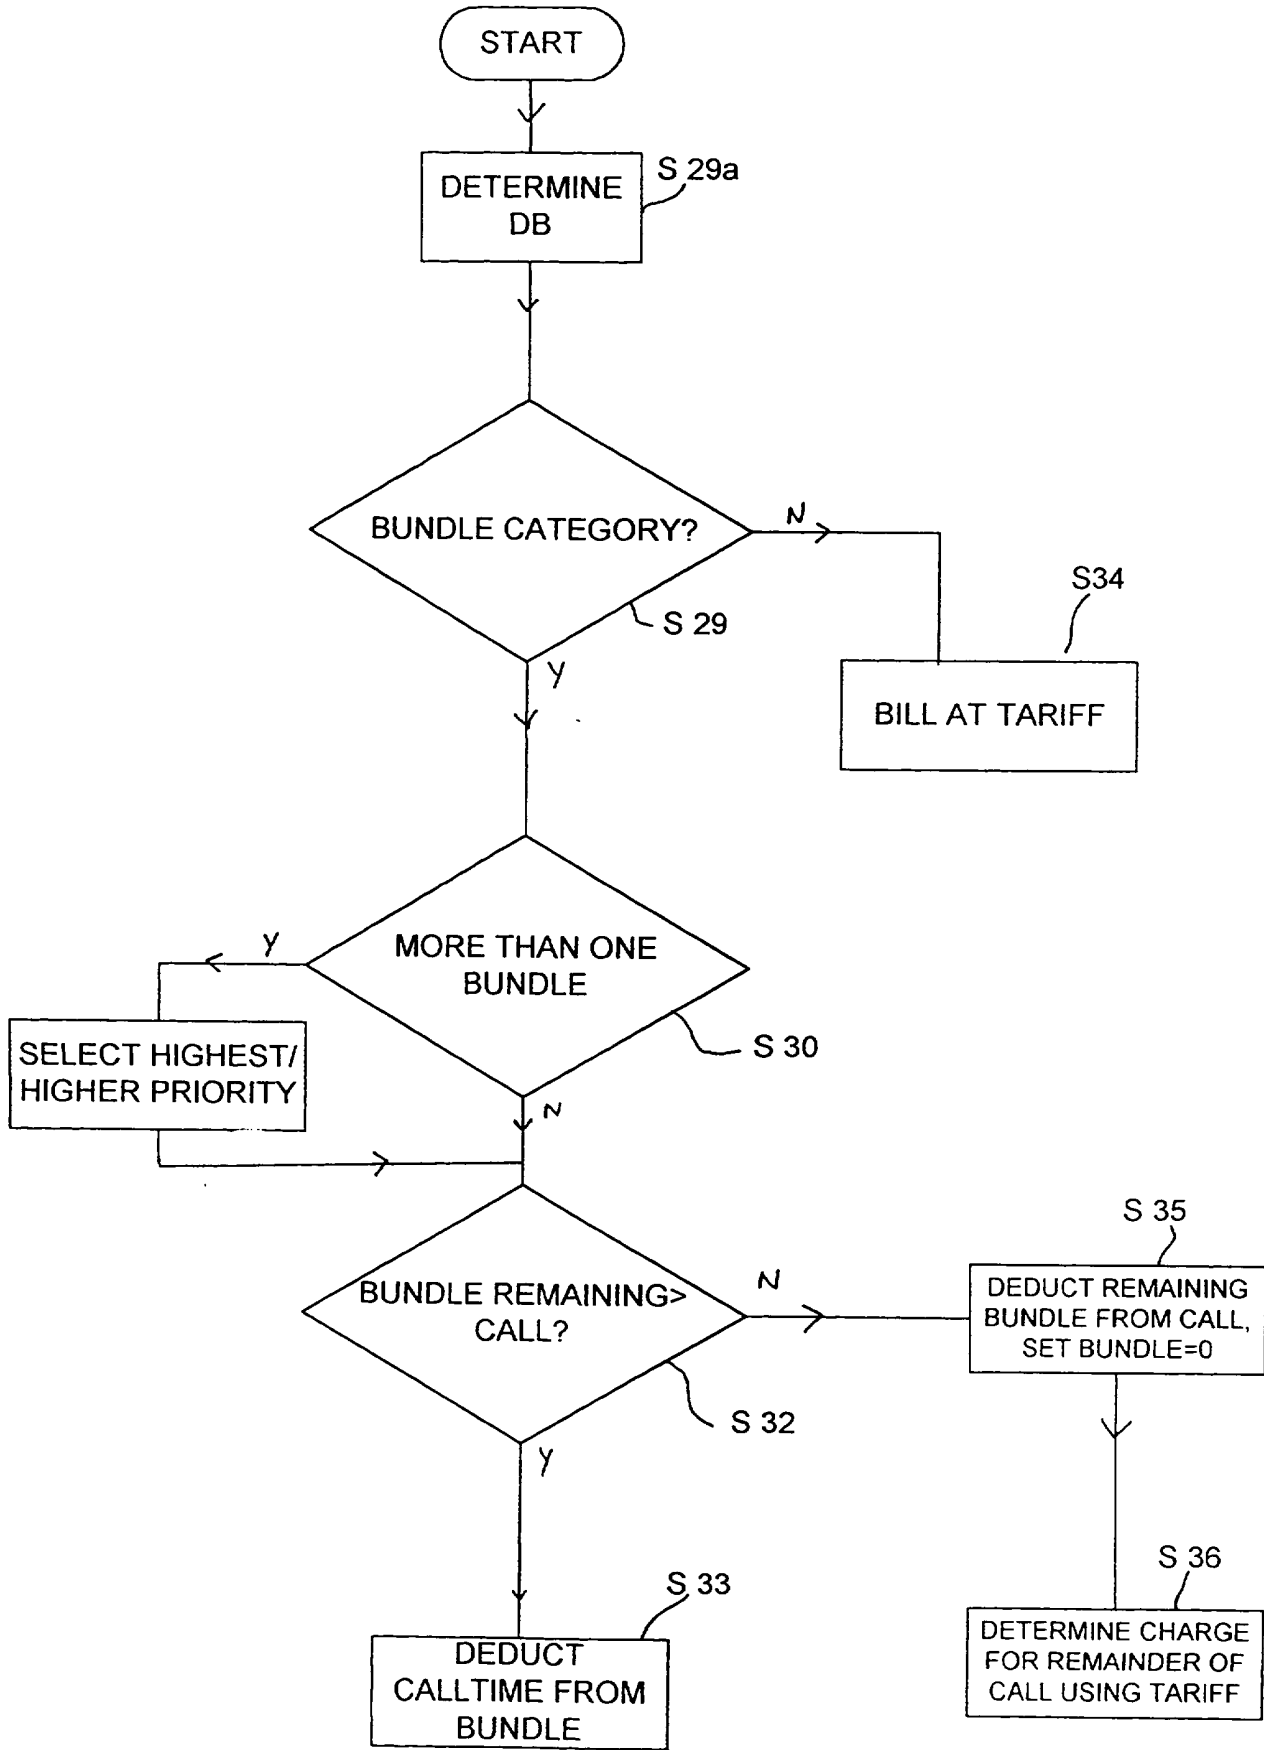 START
S 29a
DETERMINE
DB
BUNDLE CATEGORY?
N
S 29
S34
Y
BILL AT TARIFF
Y
MORE THAN ONE
BUNDLE
S 30
SELECT HIGHEST/
HIGHER PRIORITY
N
S 35
BUNDLE REMAINING>
CALL?
N
DEDUCT REMAINING
BUNDLE FROM CALL,
SET BUNDLE=0
S 32
Y
S 33
DEDUCT
CALLTIME FROM
BUNDLE
S 36
DETERMINE CHARGE
FOR REMAINDER OF
CALL USING TARIFF